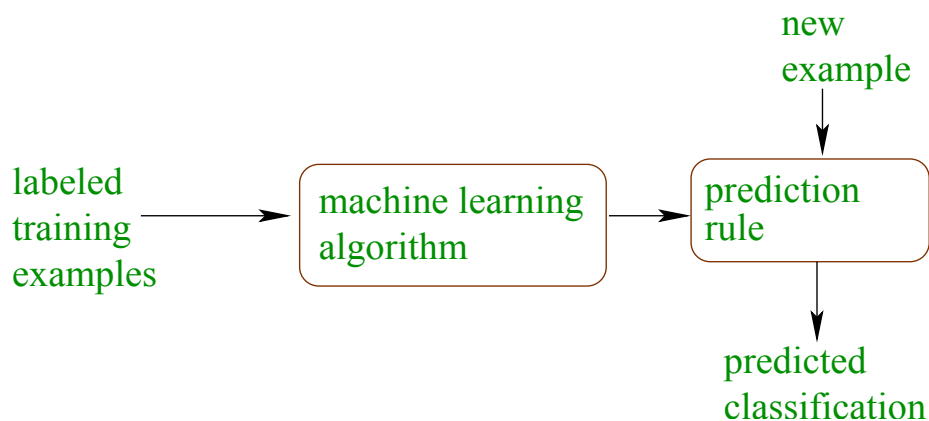 new
example
labeled
training
examples
machine learning
algorithm
prediction
rule
predicted
classification